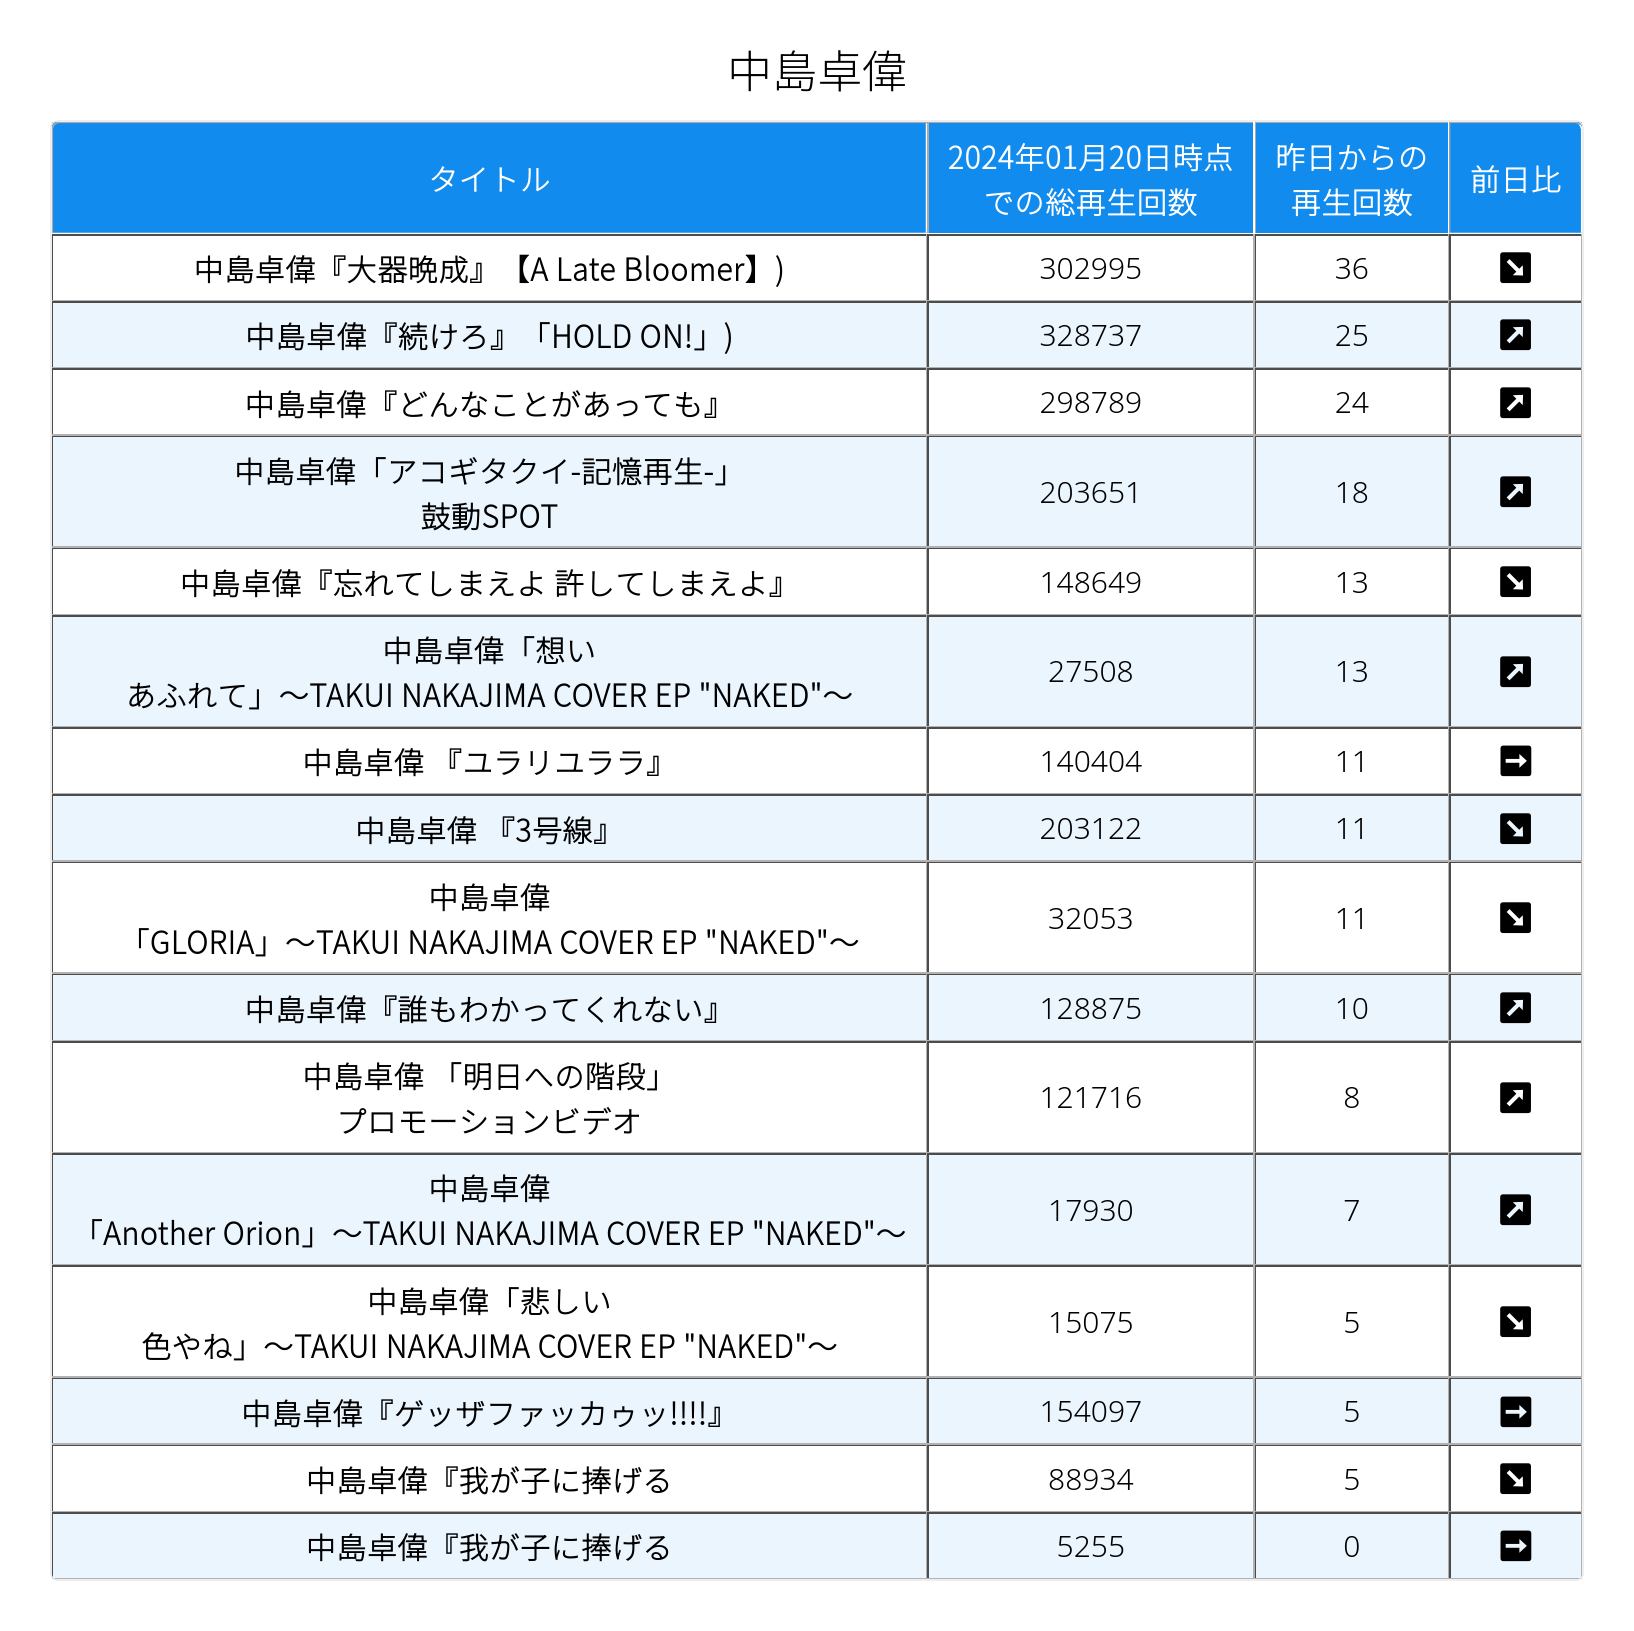 中島卓偉
タイトル
2024年01月20日時点
での総再生回数
昨日からの
再生回数
前日比
中島卓偉『大器晩成』【A Late Bloomer】)
302995
36
中島卓偉『続けろ』「HOLD ON!」)
328737
25
中島卓偉『どんなことがあっても』
298789
24
中島卓偉「アコギタクイ-記憶再生-」
鼓動SPOT
203651
18
中島卓偉『忘れてしまえよ 許してしまえよ』
148649
13
中島卓偉「想い
あふれて」〜TAKUI NAKAJIMA COVER EP "NAKED"〜
27508
13
中島卓偉 『ユラリユララ』
140404
11
中島卓偉 『3号線』
203122
11
中島卓偉
「GLORIA」〜TAKUI NAKAJIMA COVER EP "NAKED"〜
32053
11
中島卓偉『誰もわかってくれない』
128875
10
中島卓偉 「明日への階段」
プロモーションビデオ
121716
8
中島卓偉
「Another Orion」〜TAKUI NAKAJIMA COVER EP "NAKED"〜
17930
7
中島卓偉「悲しい
色やね」〜TAKUI NAKAJIMA COVER EP "NAKED"〜
15075
5
中島卓偉『ゲッザファッカゥッ!!!!』
154097
5
中島卓偉『我が子に捧げる
88934
5
中島卓偉『我が子に捧げる
5255
0